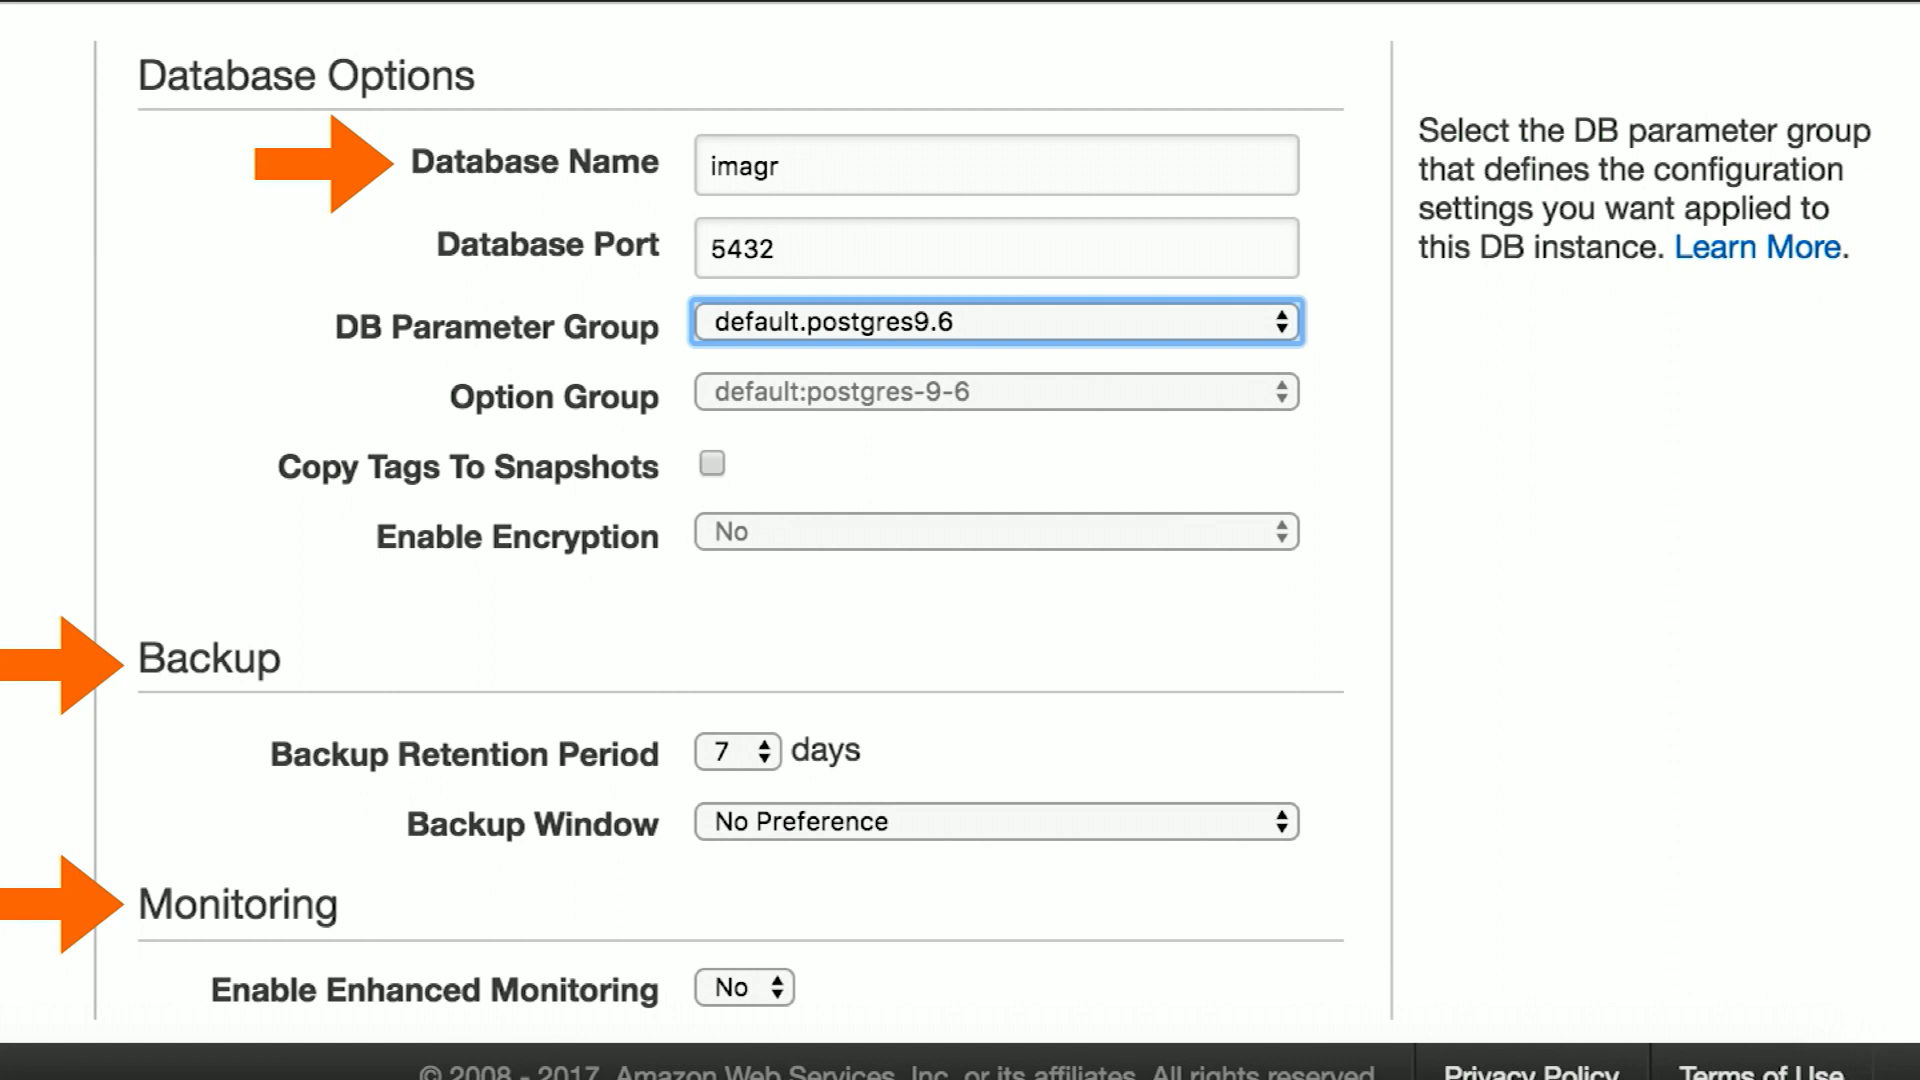 Database Options
Database Name imagr
Database Port 5432
DB Parameter Group default.postgres9.6
Option Group default:postgres-9-6
Copy Tags To Snapshots
Enable Encryption No
Select the DB parameter group
that defines the configuration
settings you want applied to
this DB instance. Learn More.
Backup
Backup Retention Period 7 days
Backup Window No Preference
Monitoring
Enable Enhanced Monitoring No
© 2008 - 2017, Amazon Web Services, Inc. or its affiliates. All rights reserved. Privacy Policy Terms of Use